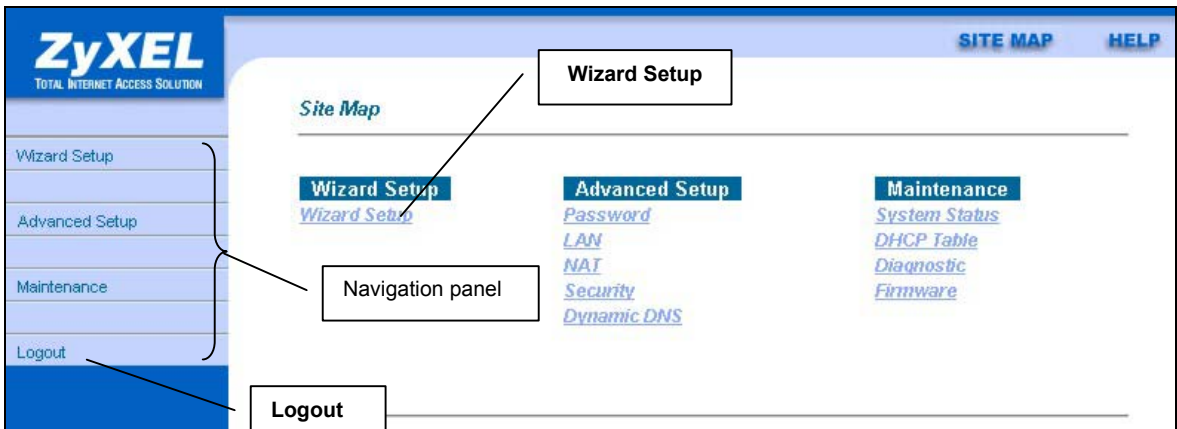 ZyXEL
TOTAL INTERNET ACCESS SOLUTION
SITE MAP HELP
Wizard Setup
Site Map
Wizard Setup
Advanced Setup
Maintenance
Logout
Navigation panel
Logout
Wizard Setup
Wizard Setup
Advanced Setup
Password
LAN
NAT
Security
Dynamic DNS
Maintenance
System Status
DHCP Table
Diagnostic
Firmware